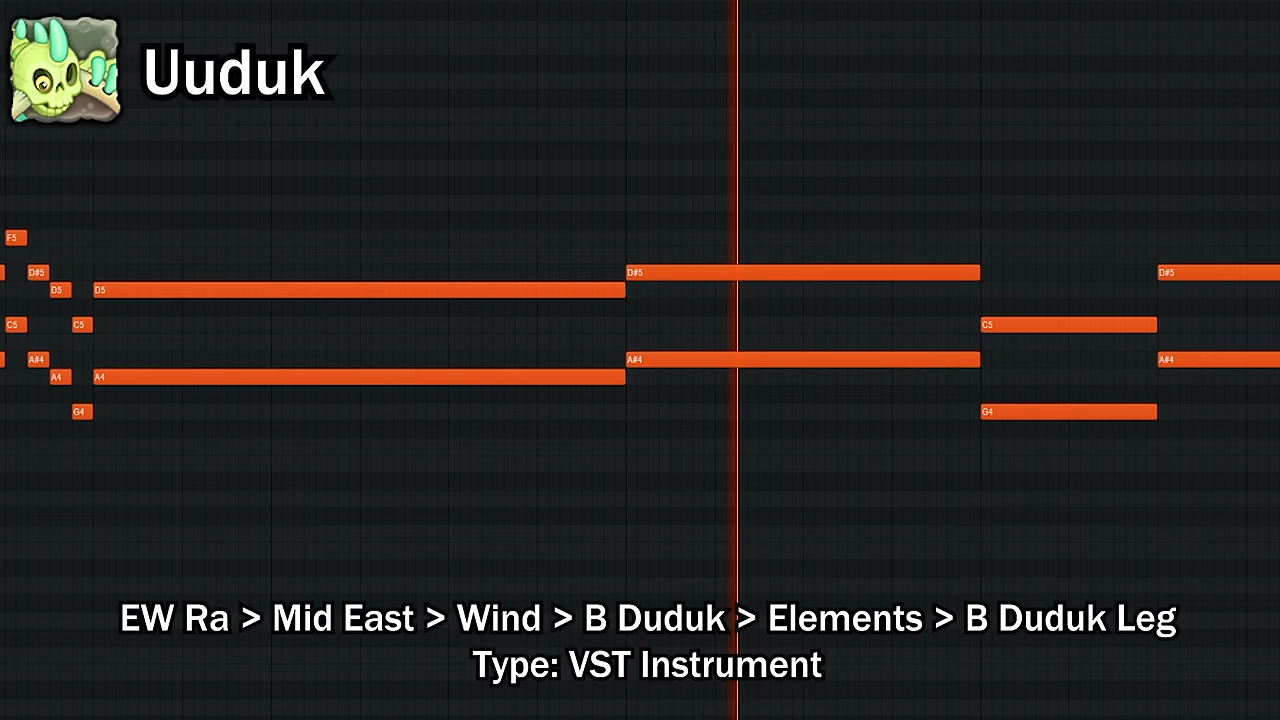 Uuduk
F5
D#5
D#5
D#5
D5
D5
C5
C5
C5
A#4
A#4
A#4
A4
A4
G4
G4
EW Ra > Mid East > Wind > B Duduk > Elements > B Duduk Leg
Type: VST Instrument